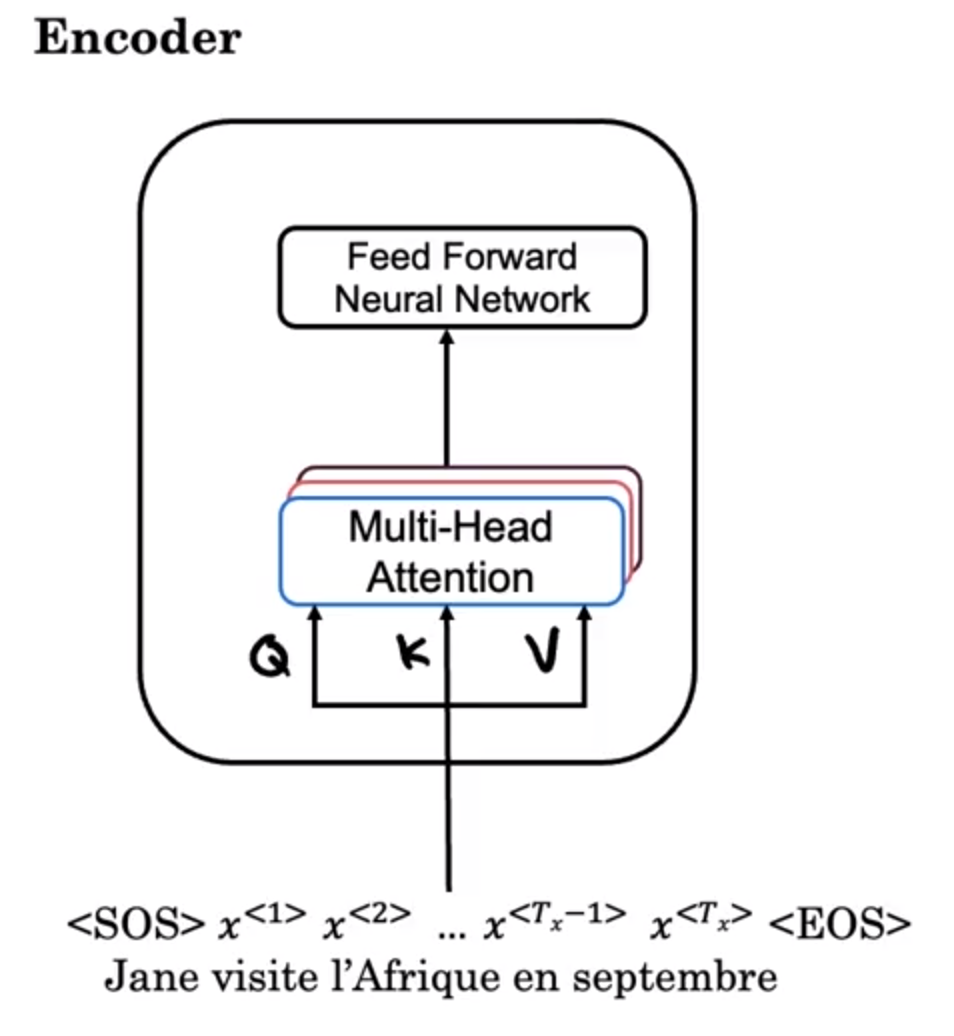 Encoder
Feed Forward
Neural Network
Multi-Head
Attention
Q K V
<SOS> x^{<1>} x^{<2>} ... x^{<T_x-1>} x^{<T_x>} <EOS>
Jane visite l'Afrique en septembre